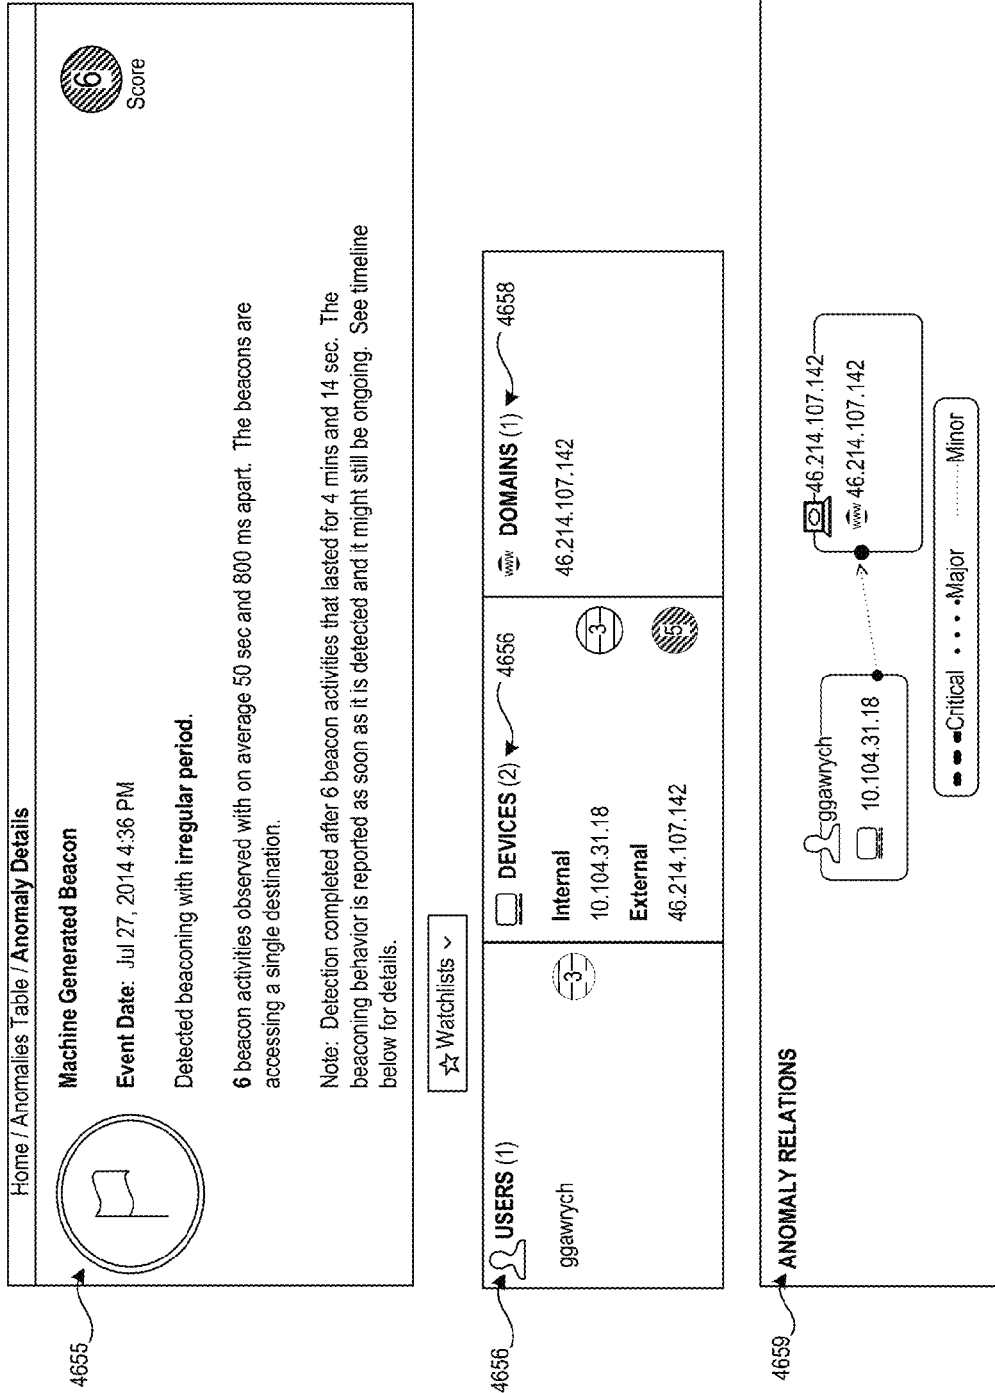 Home / Anomalies Table / Anomaly Details
4655
Machine Generated Beacon
6
Score
Event Date: Jul 27, 2014 4:36 PM
Detected beaconing with irregular period.
6 beacon activities observed with on average 50 sec and 800 ms apart. The beacons are
accessing a single destination.
Note: Detection completed after 6 beacon activities that lasted for 4 mins and 14 sec. The
beaconing behavior is reported as soon as it is detected and it might still be ongoing. See timeline
below for details.
☆ Watchlists
4656
USERS (1)
ggawrych
3
DEVICES (2)
4656
Internal
10.104.31.18
3
External
46.214.107.142
5
www DOMAINS (1)
4658
46.214.107.142
4659
ANOMALY RELATIONS
ggawrych
10.104.31.18
46.214.107.142
www 46.214.107.142
Critical Major Minor